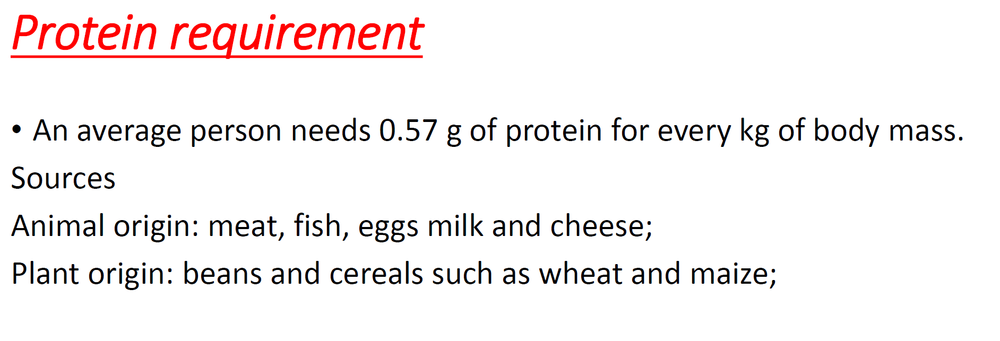 Protein requirement
• An average person needs 0.57 g of protein for every kg of body mass.
Sources
Animal origin: meat, fish, eggs milk and cheese;
Plant origin: beans and cereals such as wheat and maize;